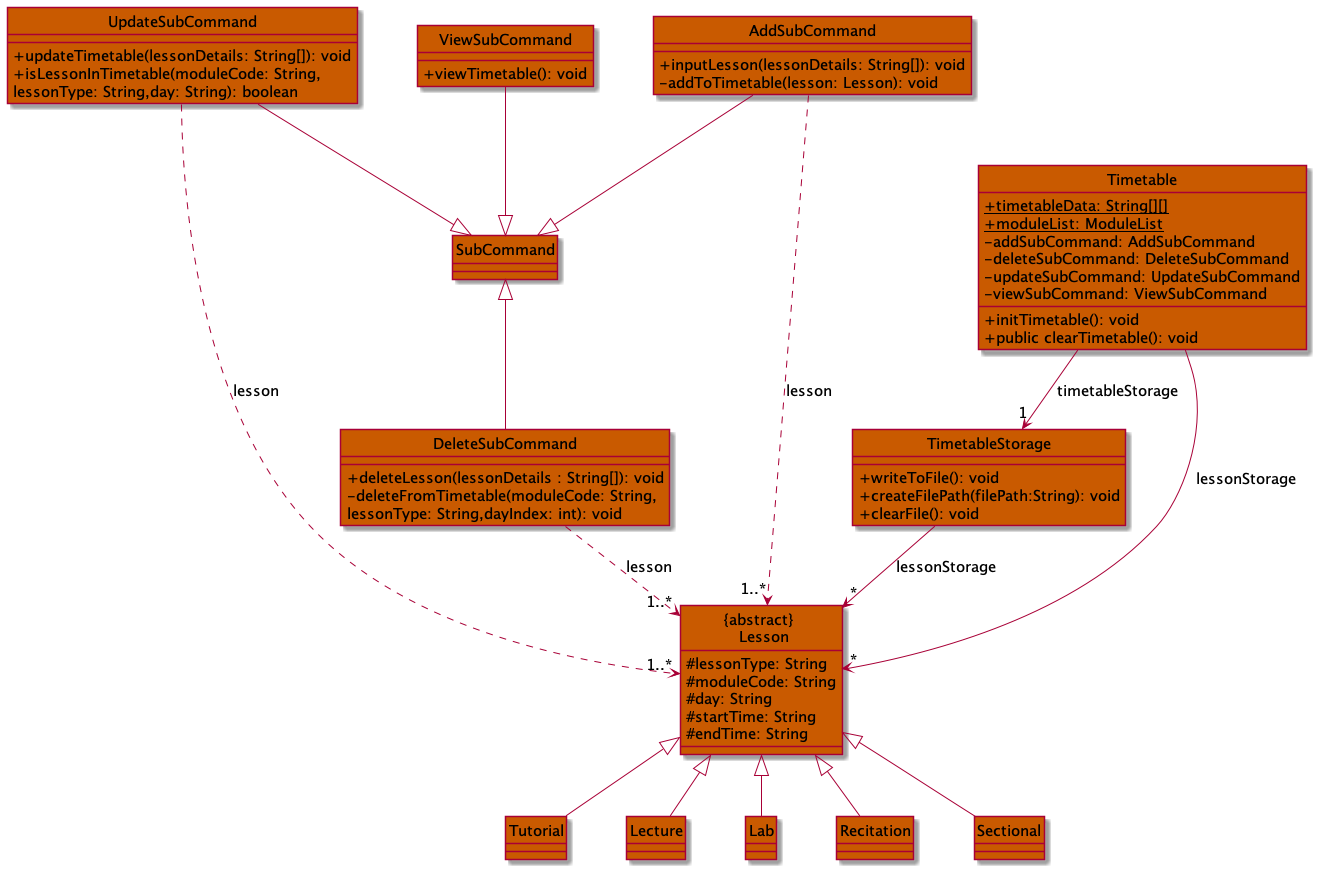 UpdateSubCommand
+updateTimetable(lessonDetails: String[]): void
+isLessonInTimetable(moduleCode: String,
lessonType: String,day: String): boolean
ViewSubCommand
+viewTimetable(): void
AddSubCommand
+inputLesson(lessonDetails: String[]): void
-addToTimetable(lesson: Lesson): void
Timetable
+timetableData: String[][]
+moduleList: ModuleList
-addSubCommand: AddSubCommand
-deleteSubCommand: DeleteSubCommand
-updateSubCommand: UpdateSubCommand
-viewSubCommand: ViewSubCommand
+initTimetable(): void
+public clearTimetable(): void
SubCommand
lesson
lesson
timetableStorage
1
DeleteSubCommand
+deleteLesson(lessonDetails : String[]): void
-deleteFromTimetable(moduleCode: String,
lessonType: String,dayIndex: int): void
TimetableStorage
+writeToFile(): void
+createFilePath(filePath:String): void
+clearFile(): void
lessonStorage
lesson
lessonStorage
1..*
1..*
*
{abstract}
Lesson
#lessonType: String
#moduleCode: String
#day: String
#startTime: String
#endTime: String
1..*
*
Tutorial
Lecture
Lab
Recitation
Sectional